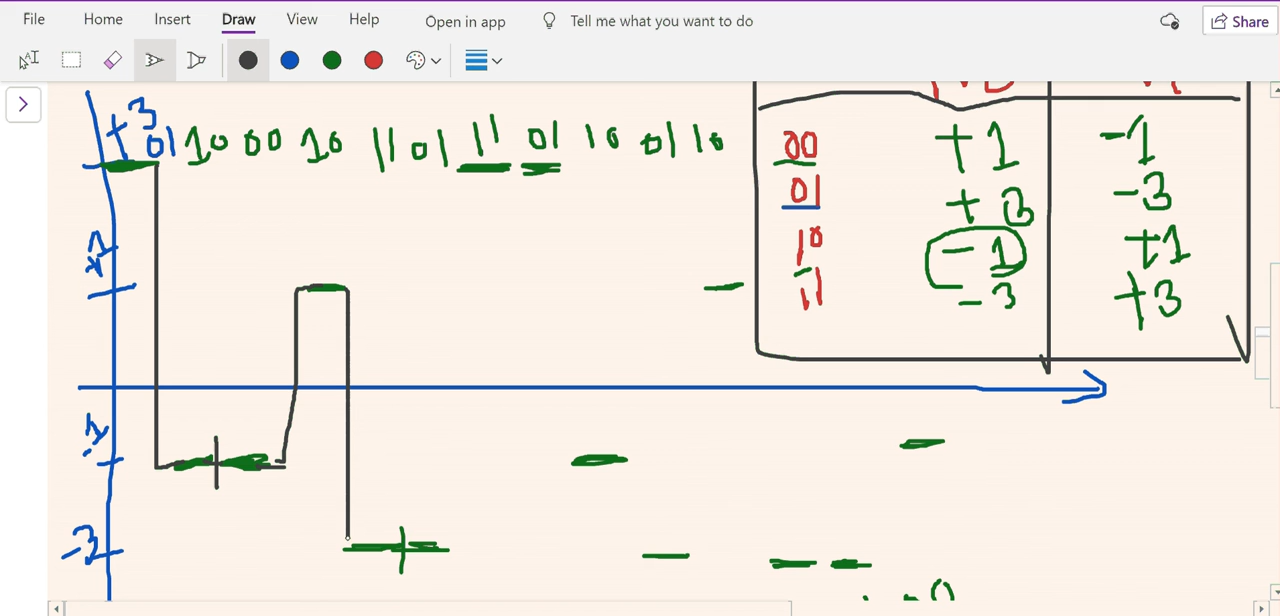 File Home Insert Draw View Help Open in app Tell me what you want to do Share
+3
01 10 00 10 11 01 11 01 10 01 10
00 +1 -1
01 +3 -3
10 -1 +1
11 -3 +3
-1
-3